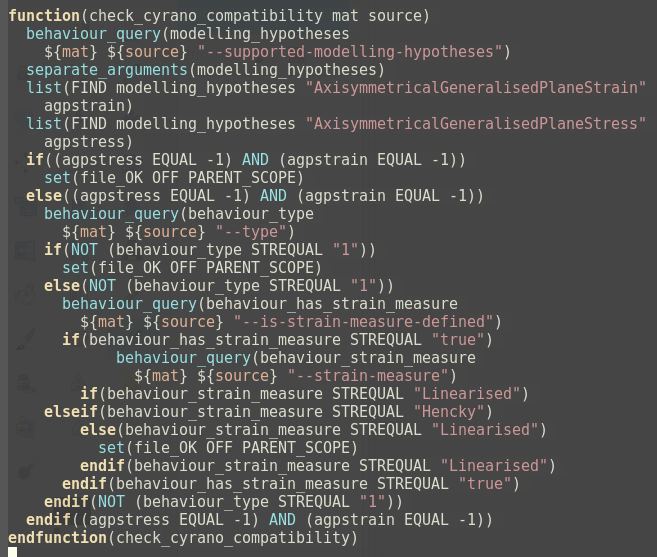 function(check_cyrano_compatibility mat source)
  behaviour_query(modelling_hypotheses
    ${mat} ${source} "--supported-modelling-hypotheses")
  separate_arguments(modelling_hypotheses)
  list(FIND modelling_hypotheses "AxisymmetricalGeneralisedPlaneStrain"
    agpstrain)
  list(FIND modelling_hypotheses "AxisymmetricalGeneralisedPlaneStress"
    agpstress)
  if((agpstress EQUAL -1) AND (agpstrain EQUAL -1))
    set(file_OK OFF PARENT_SCOPE)
  else((agpstress EQUAL -1) AND (agpstrain EQUAL -1))
    behaviour_query(behaviour_type
      ${mat} ${source} "--type")
    if(NOT (behaviour_type STREQUAL "1"))
      set(file_OK OFF PARENT_SCOPE)
    else(NOT (behaviour_type STREQUAL "1"))
      behaviour_query(behaviour_has_strain_measure
        ${mat} ${source} "--is-strain-measure-defined")
      if(behaviour_has_strain_measure STREQUAL "true")
            behaviour_query(behaviour_strain_measure
              ${mat} ${source} "--strain-measure")
        if(behaviour_strain_measure STREQUAL "Linearised")
    elseif(behaviour_strain_measure STREQUAL "Hencky")
        else(behaviour_strain_measure STREQUAL "Linearised")
          set(file_OK OFF PARENT_SCOPE)
        endif(behaviour_strain_measure STREQUAL "Linearised")
      endif(behaviour_has_strain_measure STREQUAL "true")
    endif(NOT (behaviour_type STREQUAL "1"))
  endif((agpstress EQUAL -1) AND (agpstrain EQUAL -1))
endfunction(check_cyrano_compatibility)